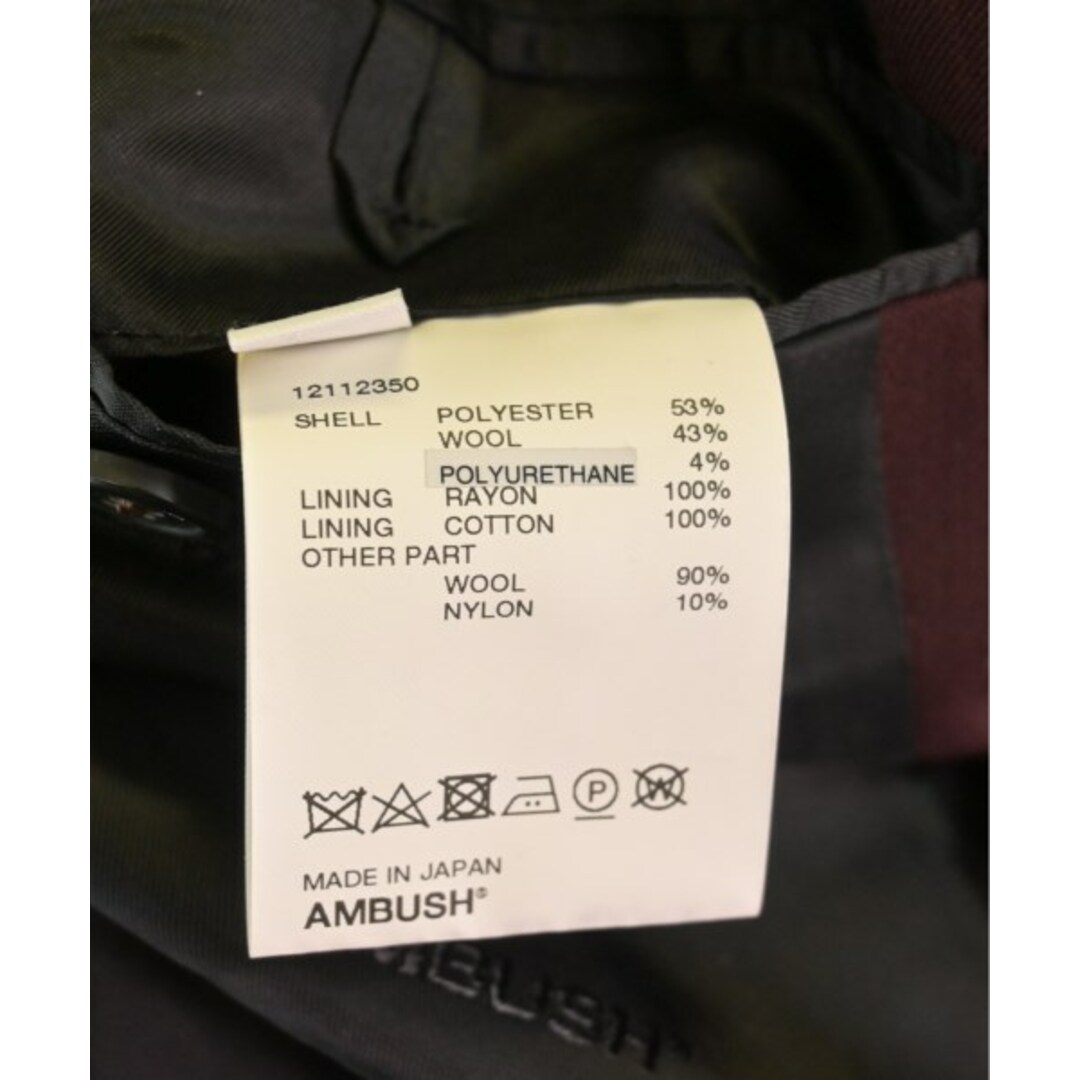 12112350
SHELL POLYESTER 53%
WOOL 43%
POLYURETHANE 4%
LINING RAYON 100%
LINING COTTON 100%
OTHER PART
WOOL 90%
NYLON 10%
P W
MADE IN JAPAN
AMBUSH®
MBUSH